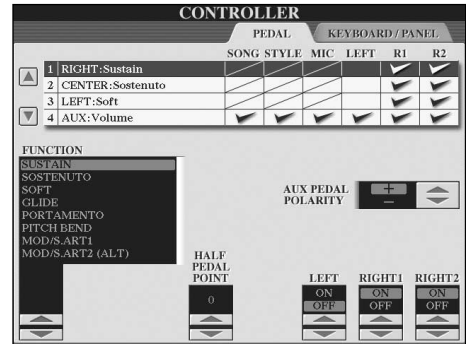 CONTROLLER
PEDAL KEYBOARD / PANEL
SONG STYLE MIC LEFT R1 R2
1 RIGHT:Sustain
2 CENTER:Sostenuto
3 LEFT:Soft
4 AUX:Volume
FUNCTION
SUSTAIN
SOSTENUTO
SOFT
GLIDE
PORTAMENTO
PITCH BEND
MOD/S.ART1
MOD/S.ART2 (ALT)
AUX PEDAL
POLARITY
+
−
HALF
PEDAL
POINT
0
LEFT RIGHT1 RIGHT2
ON ON ON
OFF OFF OFF